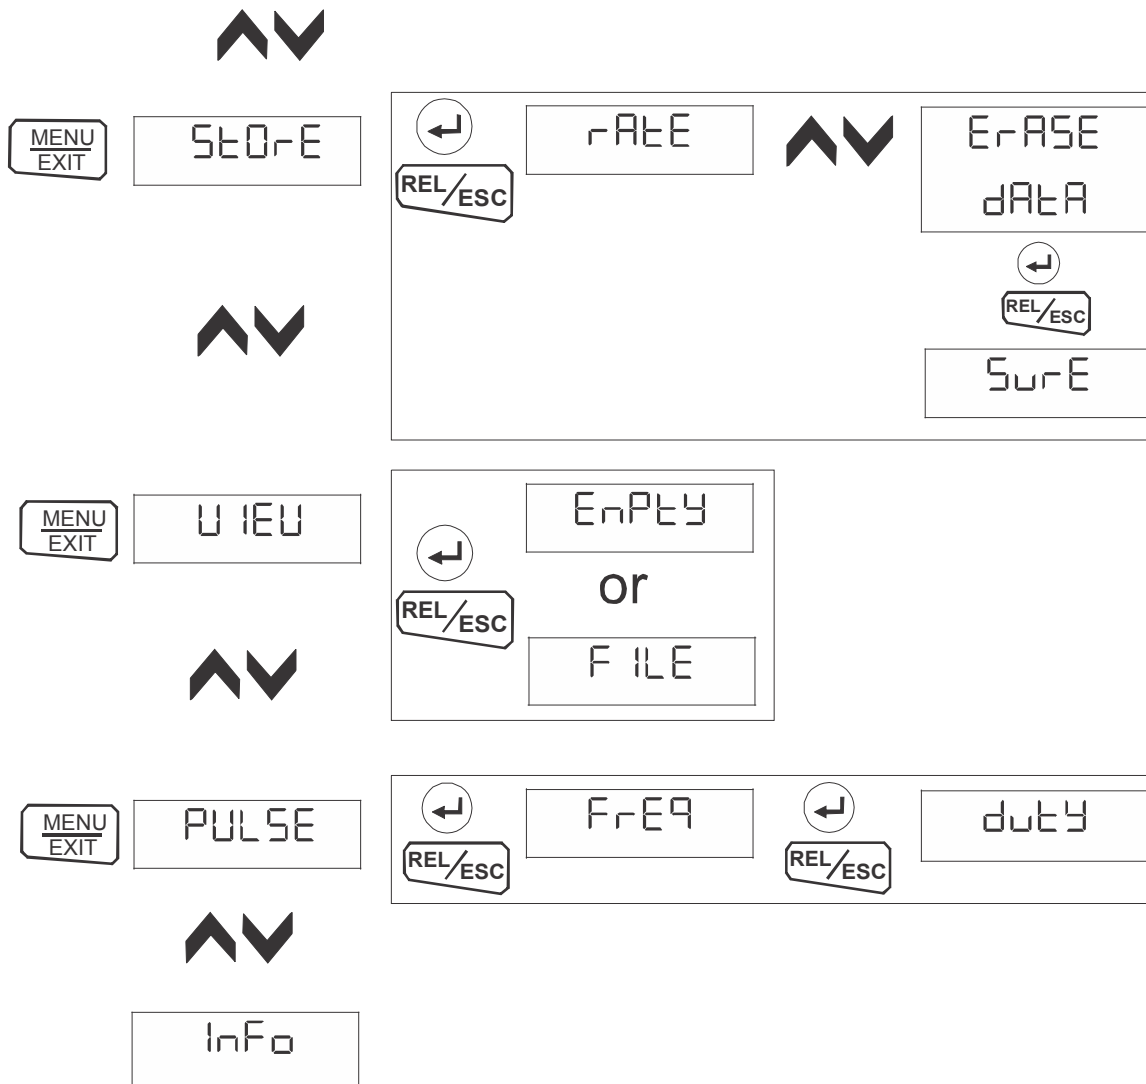 MENU
EXIT
StOrE
REL/ESC
rAtE
ErASE
dAtA
REL/ESC
SurE
MENU
EXIT
UIEU
REL/ESC
EnPtY
or
FILE
MENU
EXIT
PULSE
REL/ESC
FrEq
REL/ESC
dutY
InFo